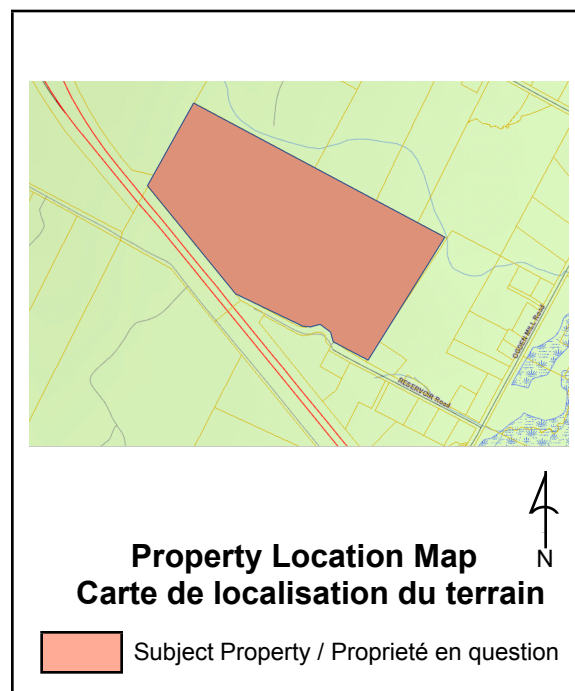 OGDEN MILL Road
RESERVOIR Road
N
Property Location Map
Carte de localisation du terrain
Subject Property / Proprieté en question